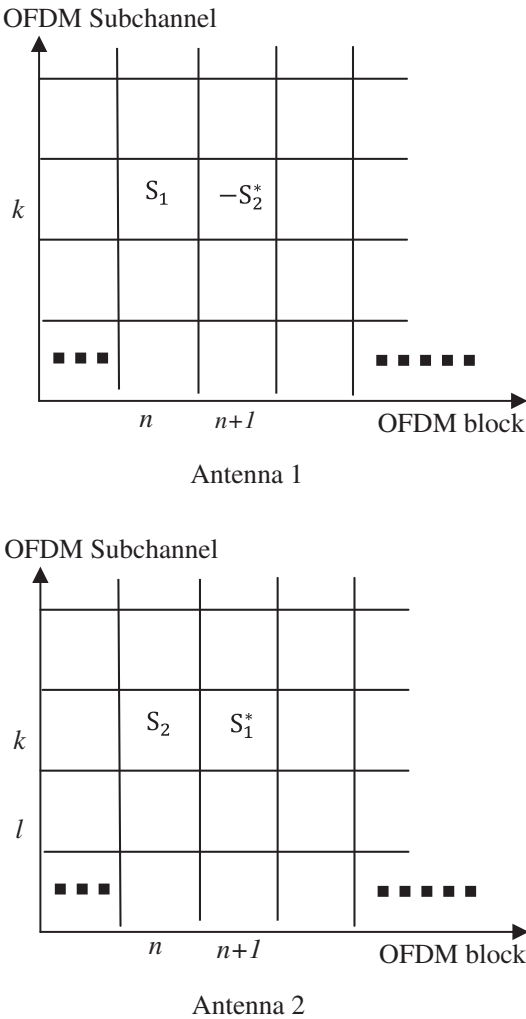 OFDM Subchannel
S₁ −S₂*
k
n n+1
OFDM block
Antenna 1
OFDM Subchannel
S₂ S₁*
k
l
n n+1
OFDM block
Antenna 2